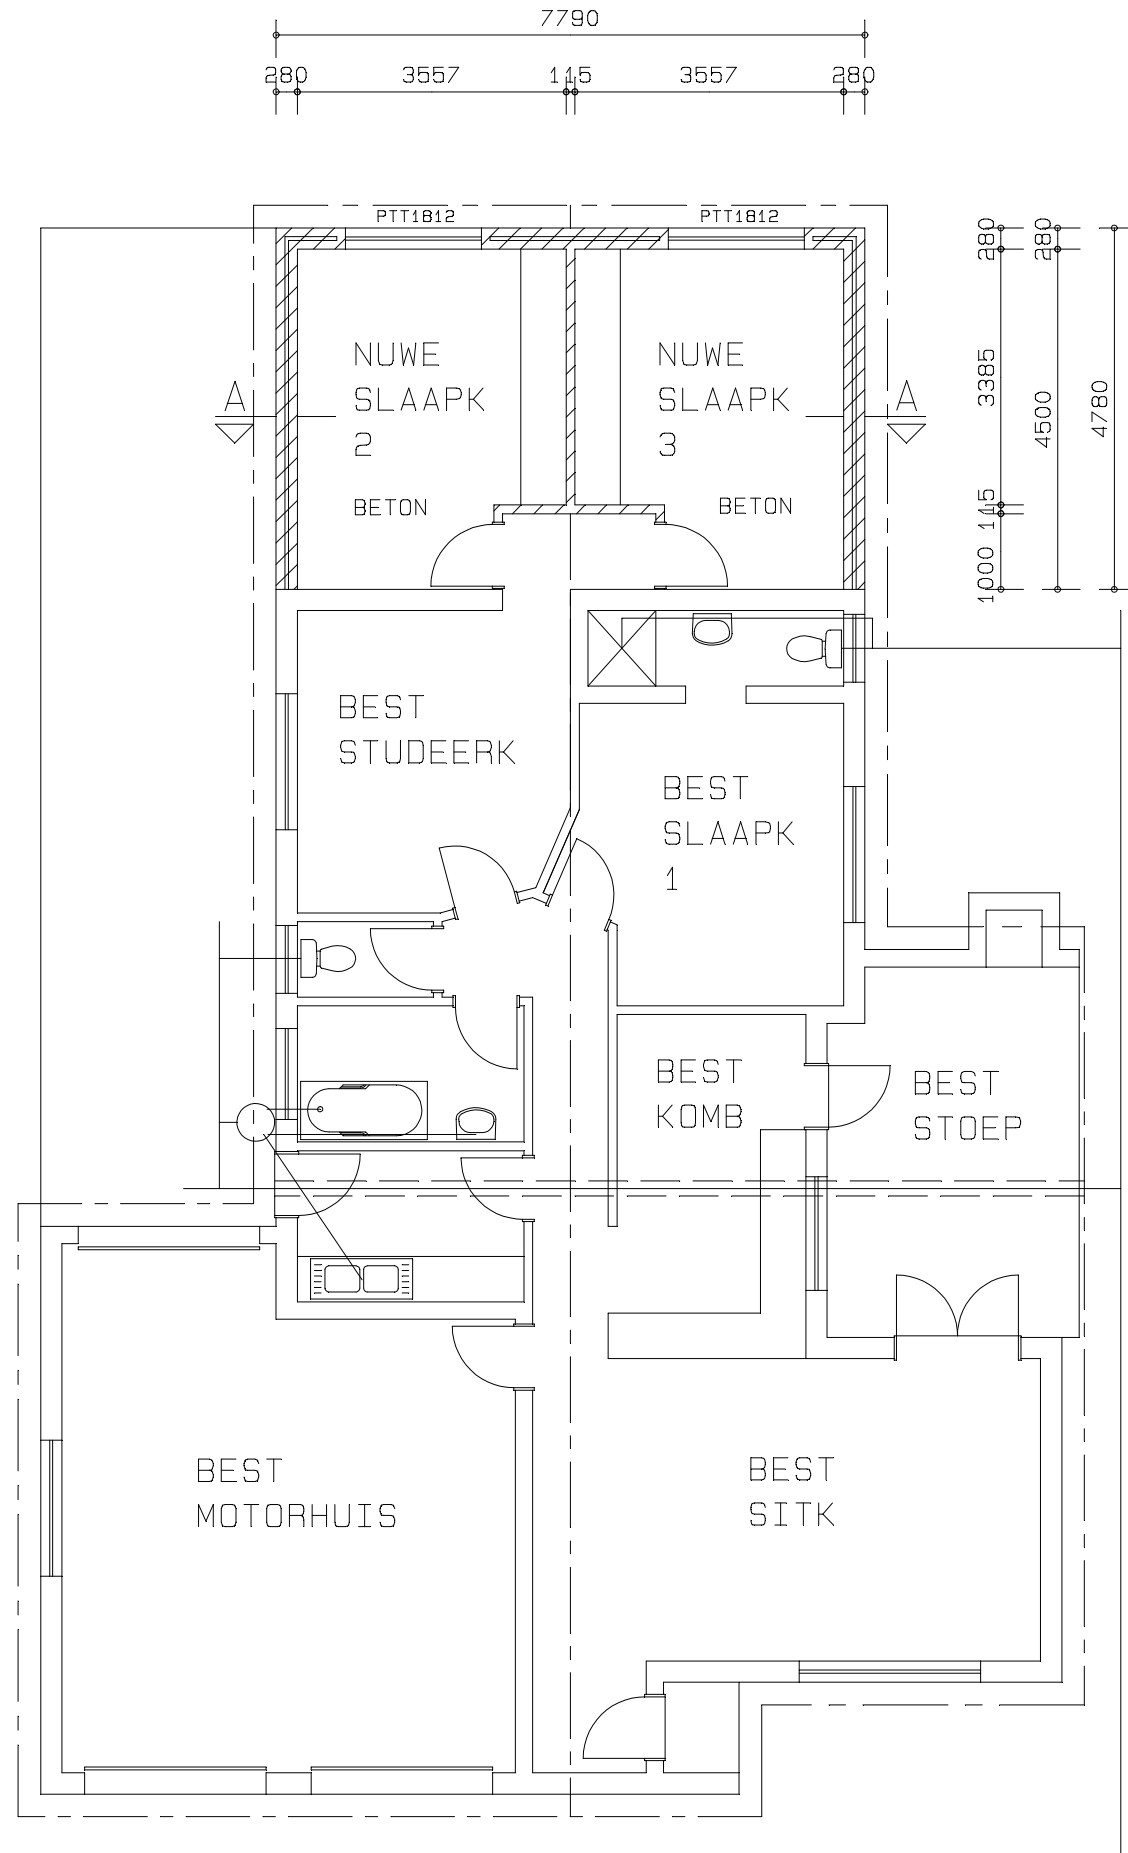 7790
280 3557 115 3557 280
PTT1812 PTT1812
280 280
NUWE
SLAAPK
2
NUWE
SLAAPK
3
3385
4500
4780
A A
BETON BETON
115
1000
BEST
STUDEERK
BEST
SLAAPK
1
BEST
KOMB
BEST
STOEP
BEST
MOTORHUIS
BEST
SITK